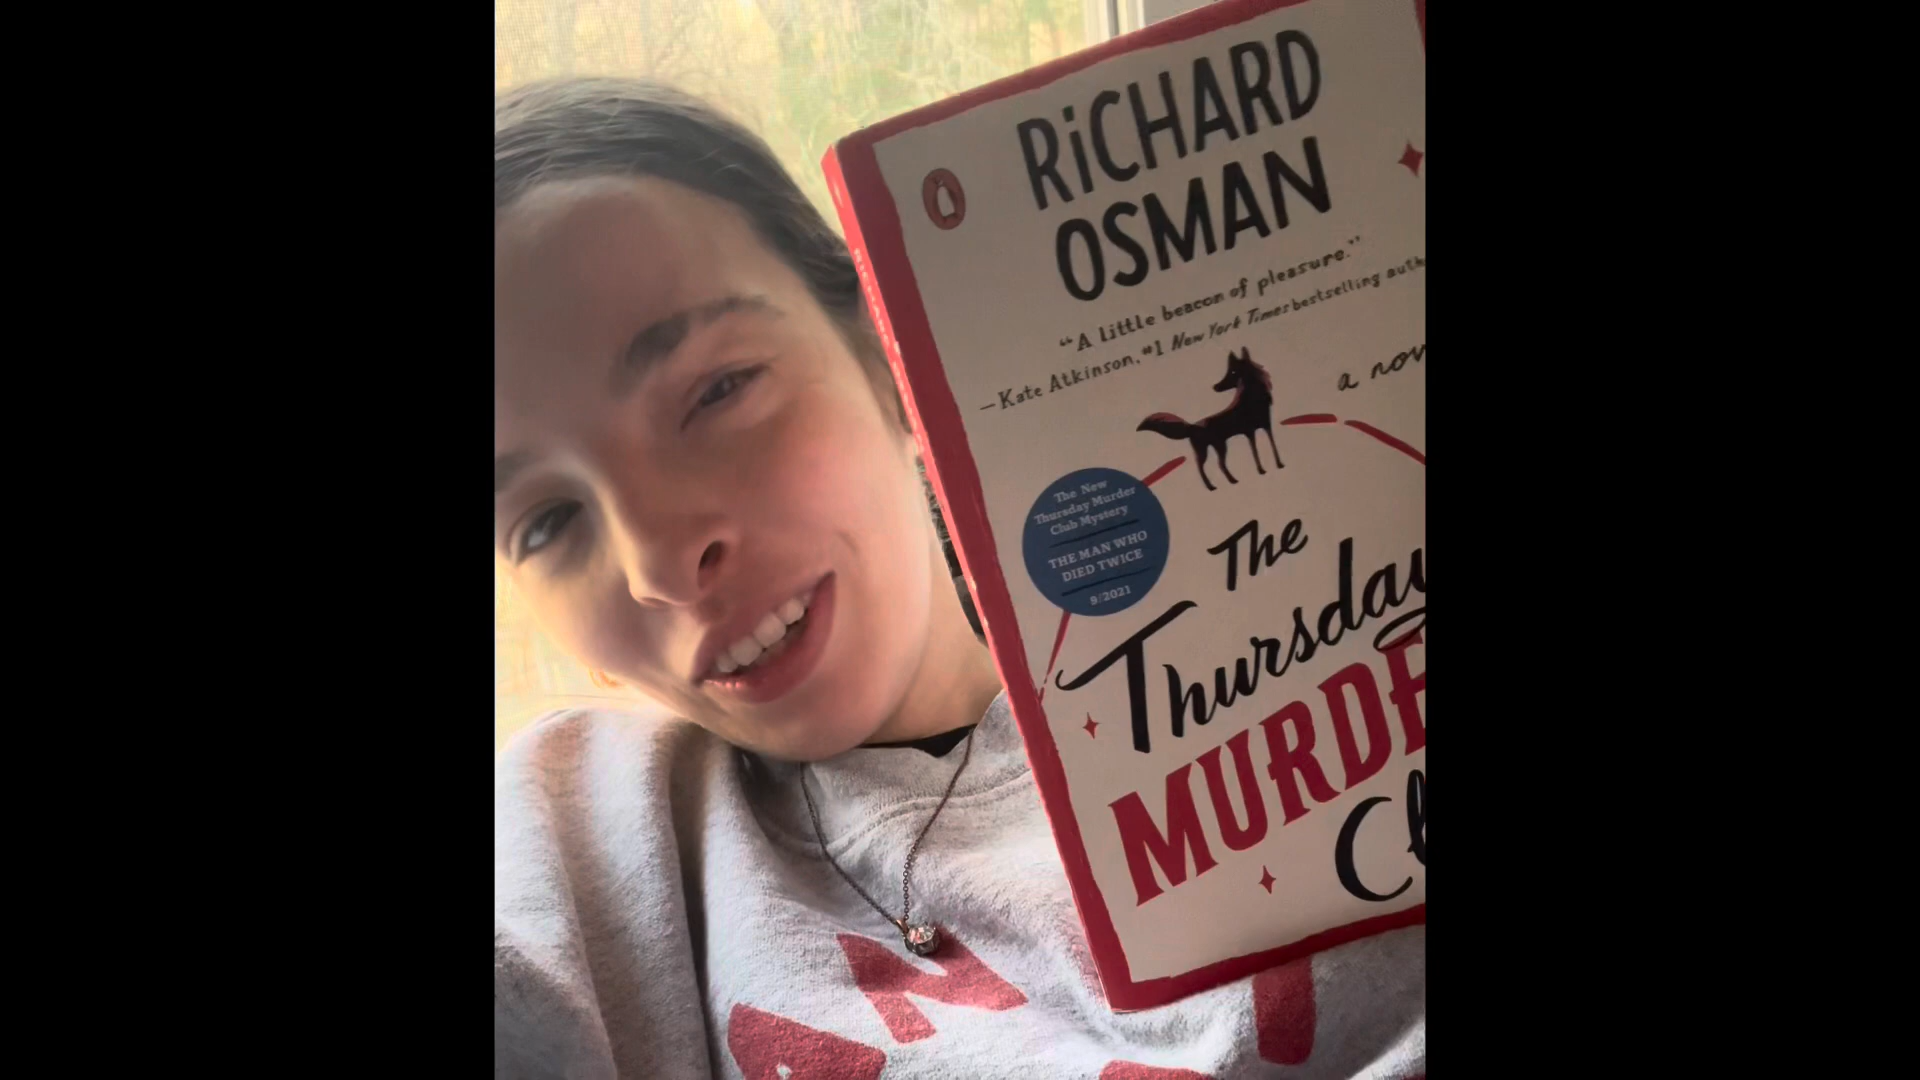 RiCHARD
OSMAN
“A little beacon of pleasure.”
—Kate Atkinson, #1 New York Times bestselling auth
a nov
The New
Thursday Murder
Club Mystery
THE MAN WHO
DIED TWICE
9/2021
The
Thursday
MURDE
Cl